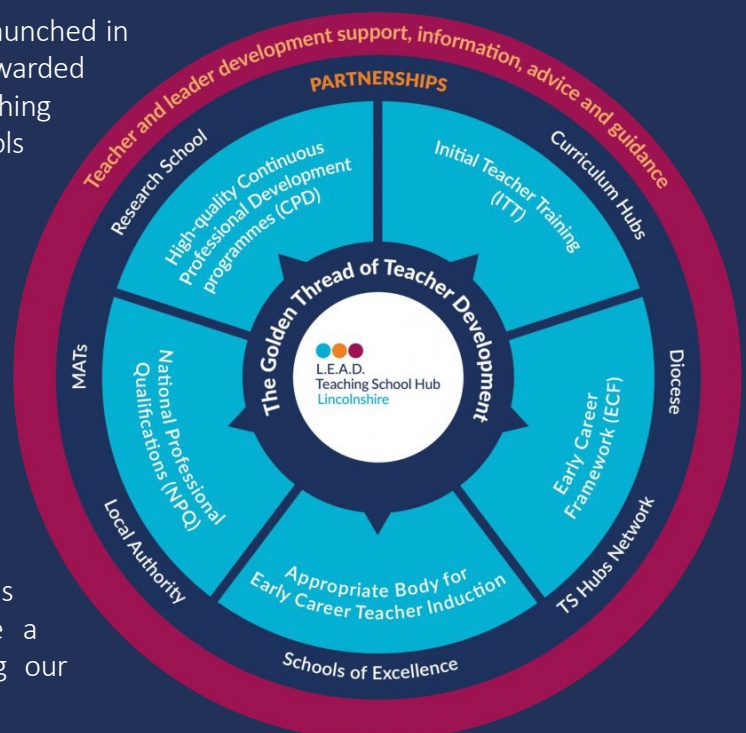 unched in
warded
hing
ols
s
e a
g our
Teacher and leader development support, information, advice and guidance
PARTNERSHIPS
Research School
Curriculum Hubs
Diocese
TS Hubs Network
Schools of Excellence
Local Authority
MATs
High-quality Continuous
Professional Development
programmes (CPD)
Initial Teacher Training
(ITT)
Early Career
Framework (ECF)
Appropriate Body for
Early Career Teacher Induction
National Professional
Qualifications (NPQ)
The Golden Thread of Teacher Development
L.E.A.D.
Teaching School Hub
Lincolnshire